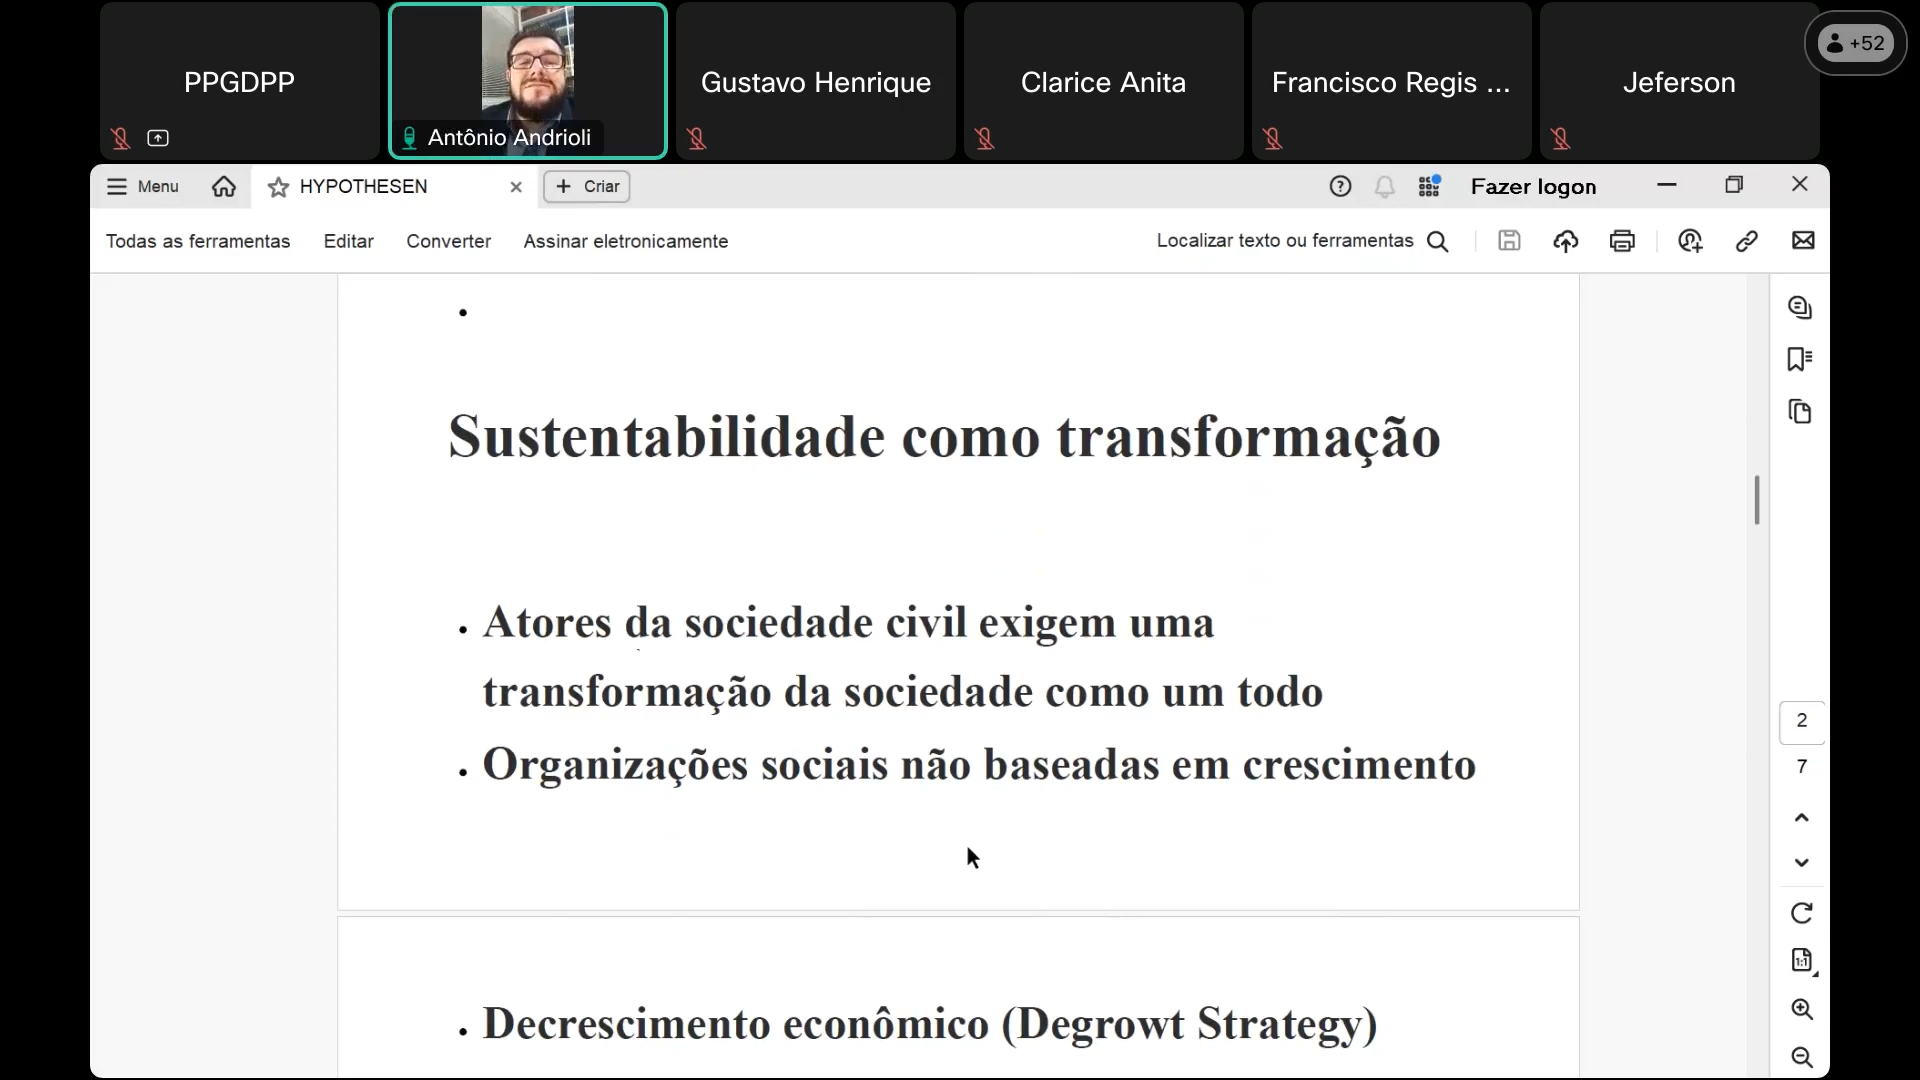 PPGDPP
Antônio Andrioli
Gustavo Henrique
Clarice Anita
Francisco Regis ...
Jeferson
+52
Menu
HYPOTHESEN
Criar
Fazer logon
Todas as ferramentas
Editar
Converter
Assinar eletronicamente
Localizar texto ou ferramentas
•
Sustentabilidade como transformação
• Atores da sociedade civil exigem uma
transformação da sociedade como um todo
• Organizações sociais não baseadas em crescimento
2
7
1:1
• Decrescimento econômico (Degrowt Strategy)